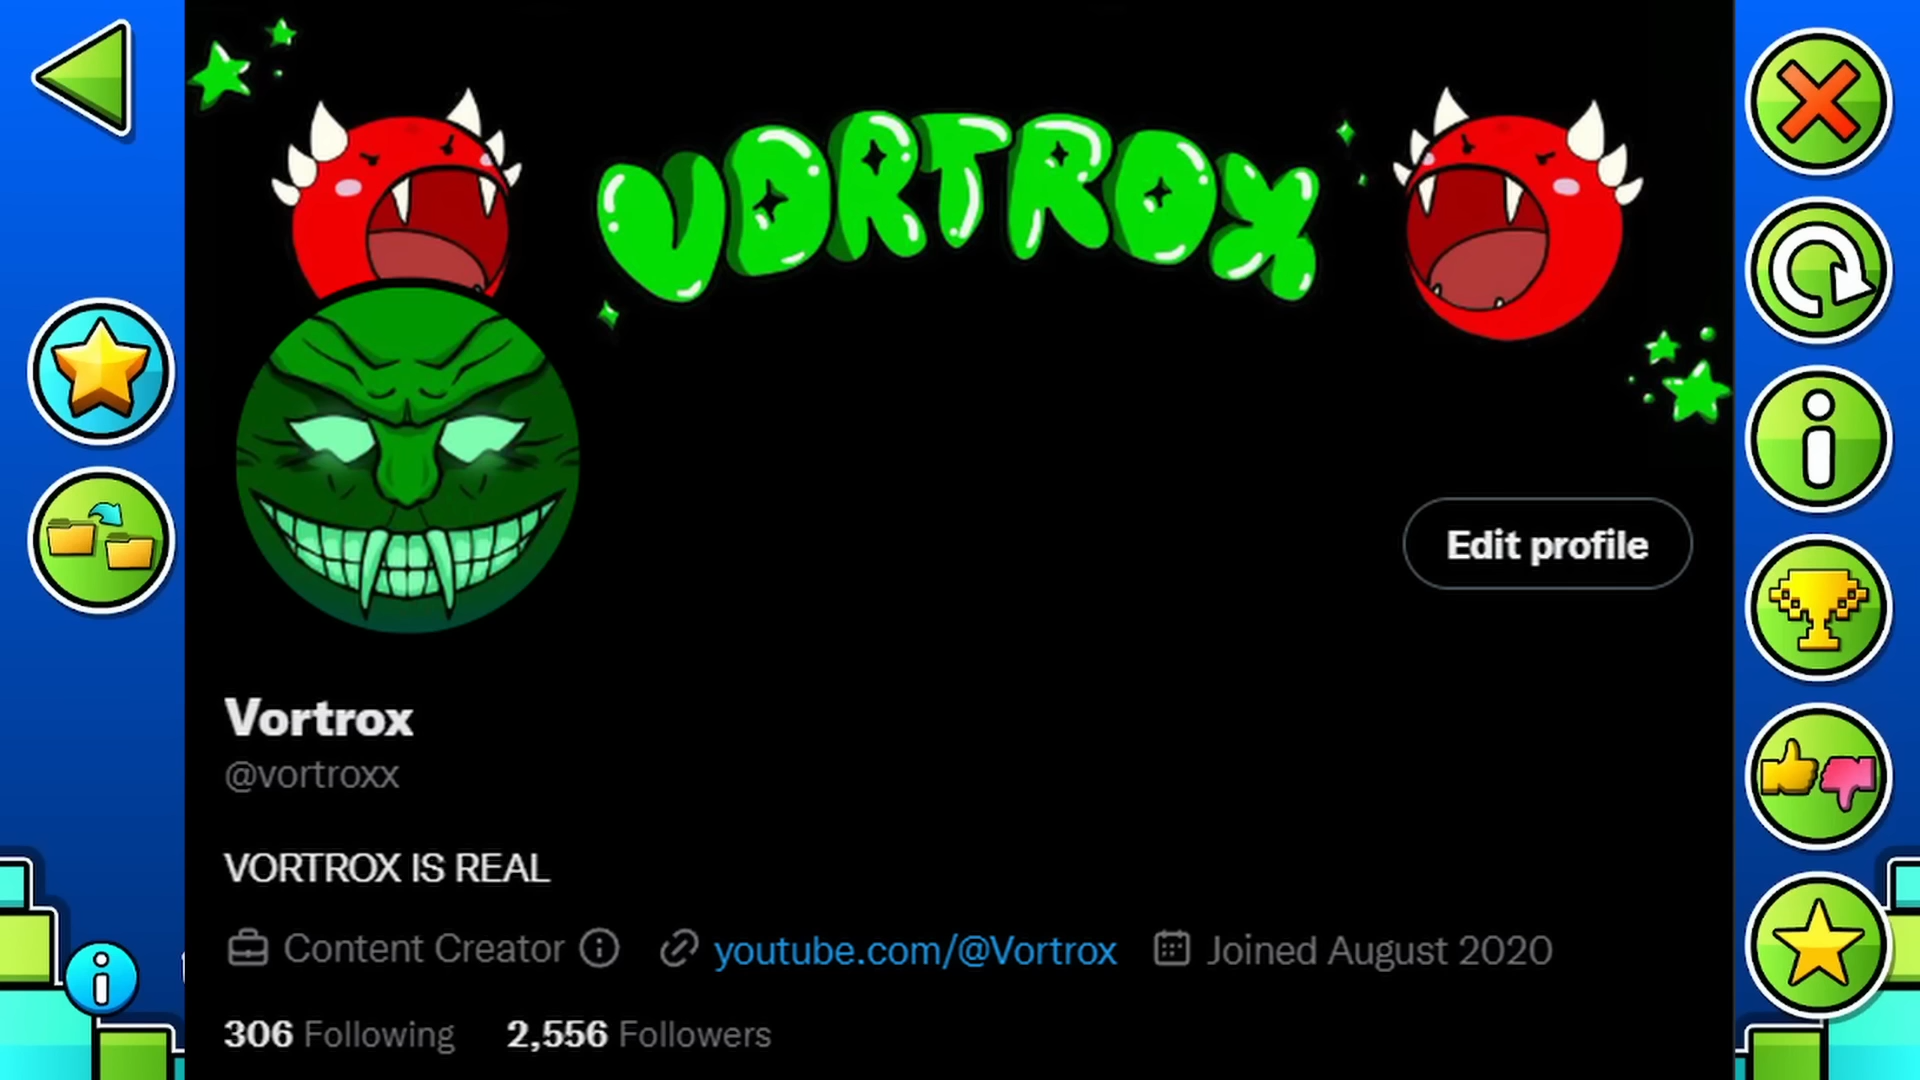 VORTROX
Edit profile
Vortrox
@vortroxx
VORTROX IS REAL
Content Creator youtube.com/@Vortrox Joined August 2020
306 Following 2,556 Followers